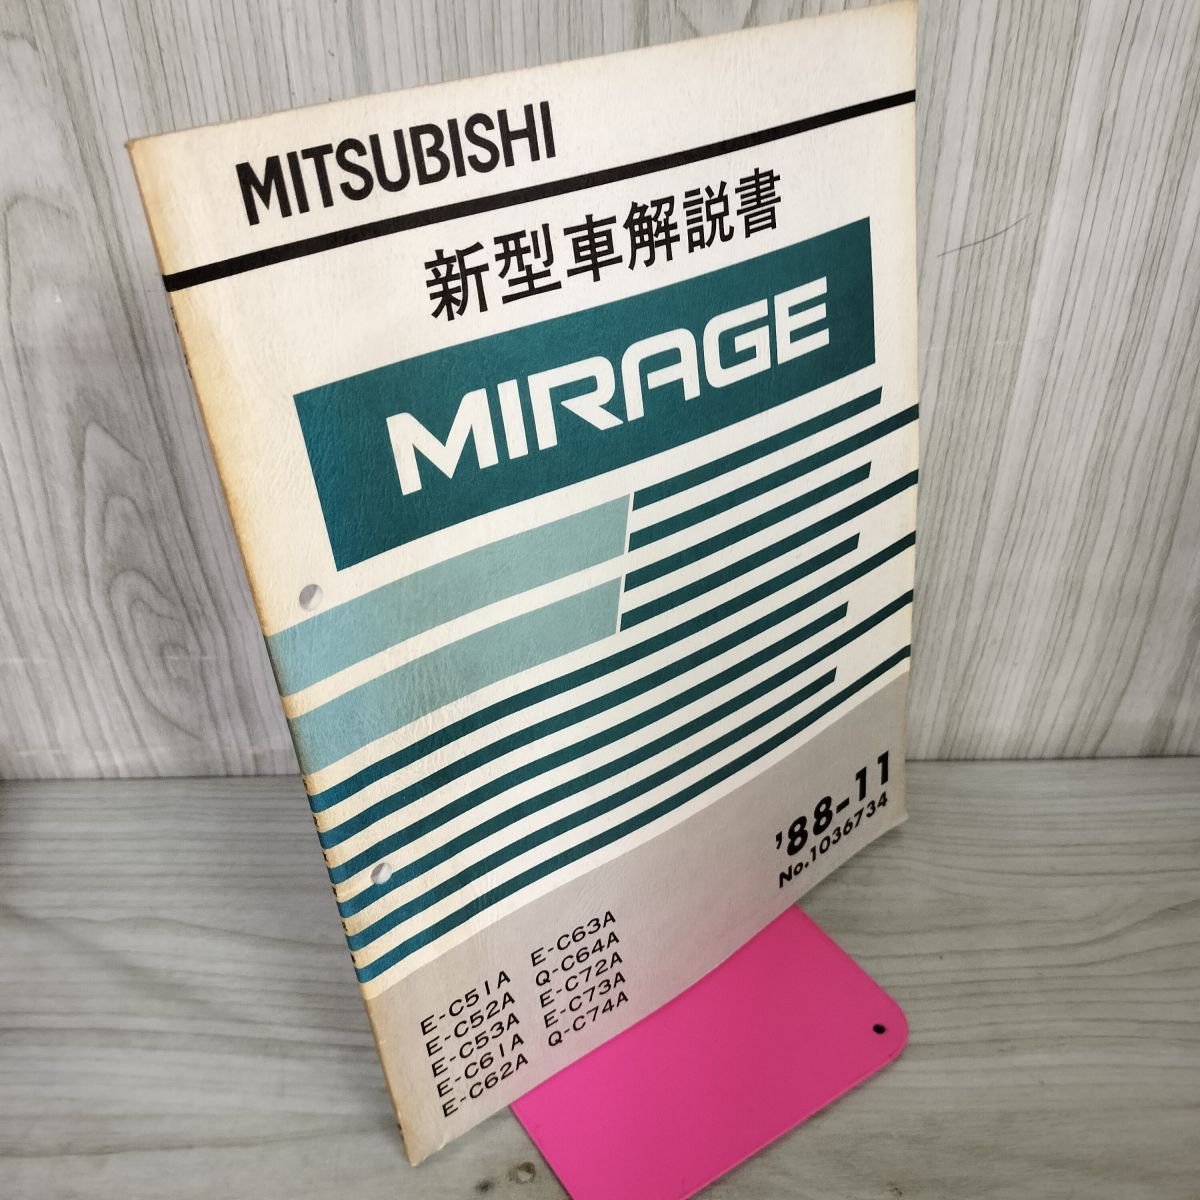 MITSUBISHI
新型車解説書
MIRAGE
'88-11
No.1036734
E-C51A E-C63A
E-C52A Q-C64A
E-C53A E-C72A
E-C61A E-C73A
E-C62A Q-C74A